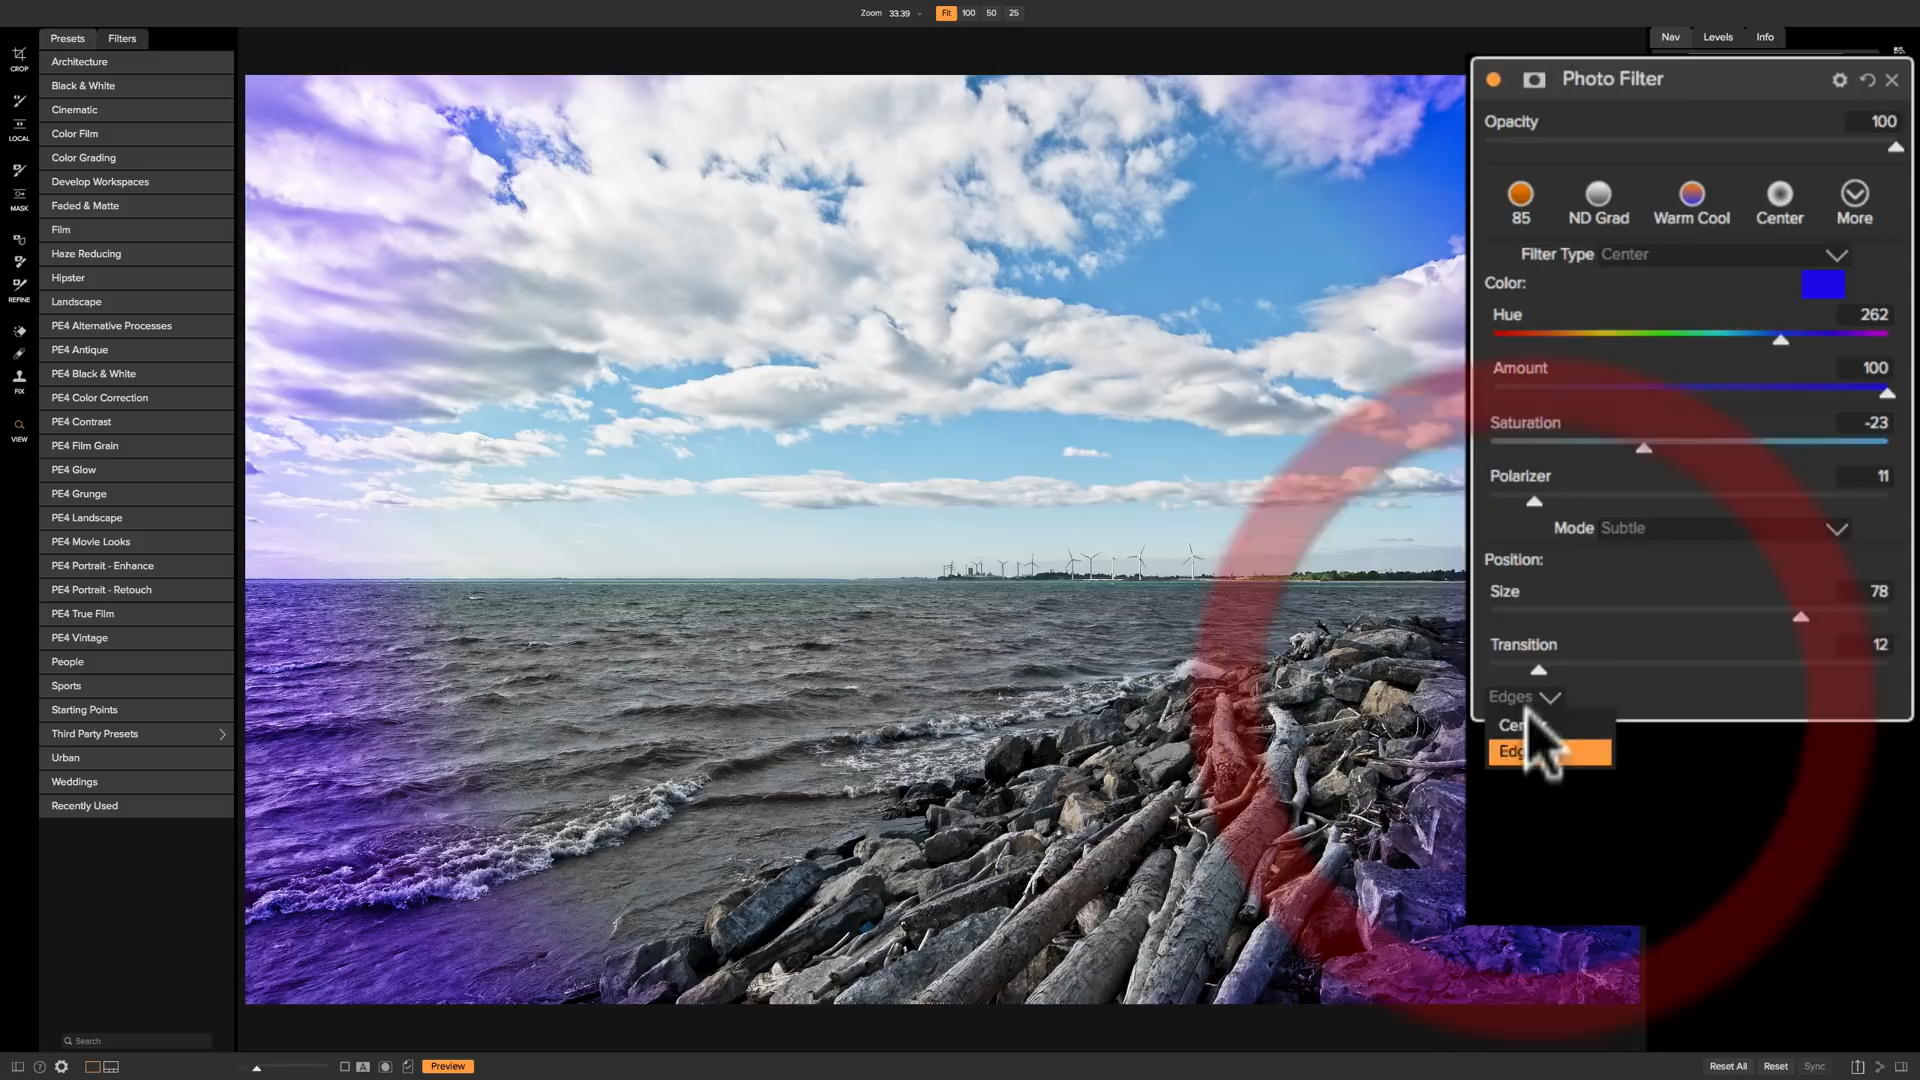 Zoom 33.39 Fit 100 50 25
Presets Filters
Nav Levels Info
CROP
LOCAL
MASK
REFINE
FIX
VIEW
Architecture
Black & White
Cinematic
Color Film
Color Grading
Develop Workspaces
Faded & Matte
Film
Haze Reducing
Hipster
Landscape
PE4 Alternative Processes
PE4 Antique
PE4 Black & White
PE4 Color Correction
PE4 Contrast
PE4 Film Grain
PE4 Glow
PE4 Grunge
PE4 Landscape
PE4 Movie Looks
PE4 Portrait - Enhance
PE4 Portrait - Retouch
PE4 True Film
PE4 Vintage
People
Sports
Starting Points
Third Party Presets
Urban
Weddings
Recently Used
Search
Photo Filter
Opacity 100
85 ND Grad Warm Cool Center More
Filter Type Center
Color:
Hue 262
Amount 100
Saturation -23
Polarizer 11
Mode Subtle
Position:
Size 78
Transition 12
Edges
A
Preview
Reset All Reset Sync